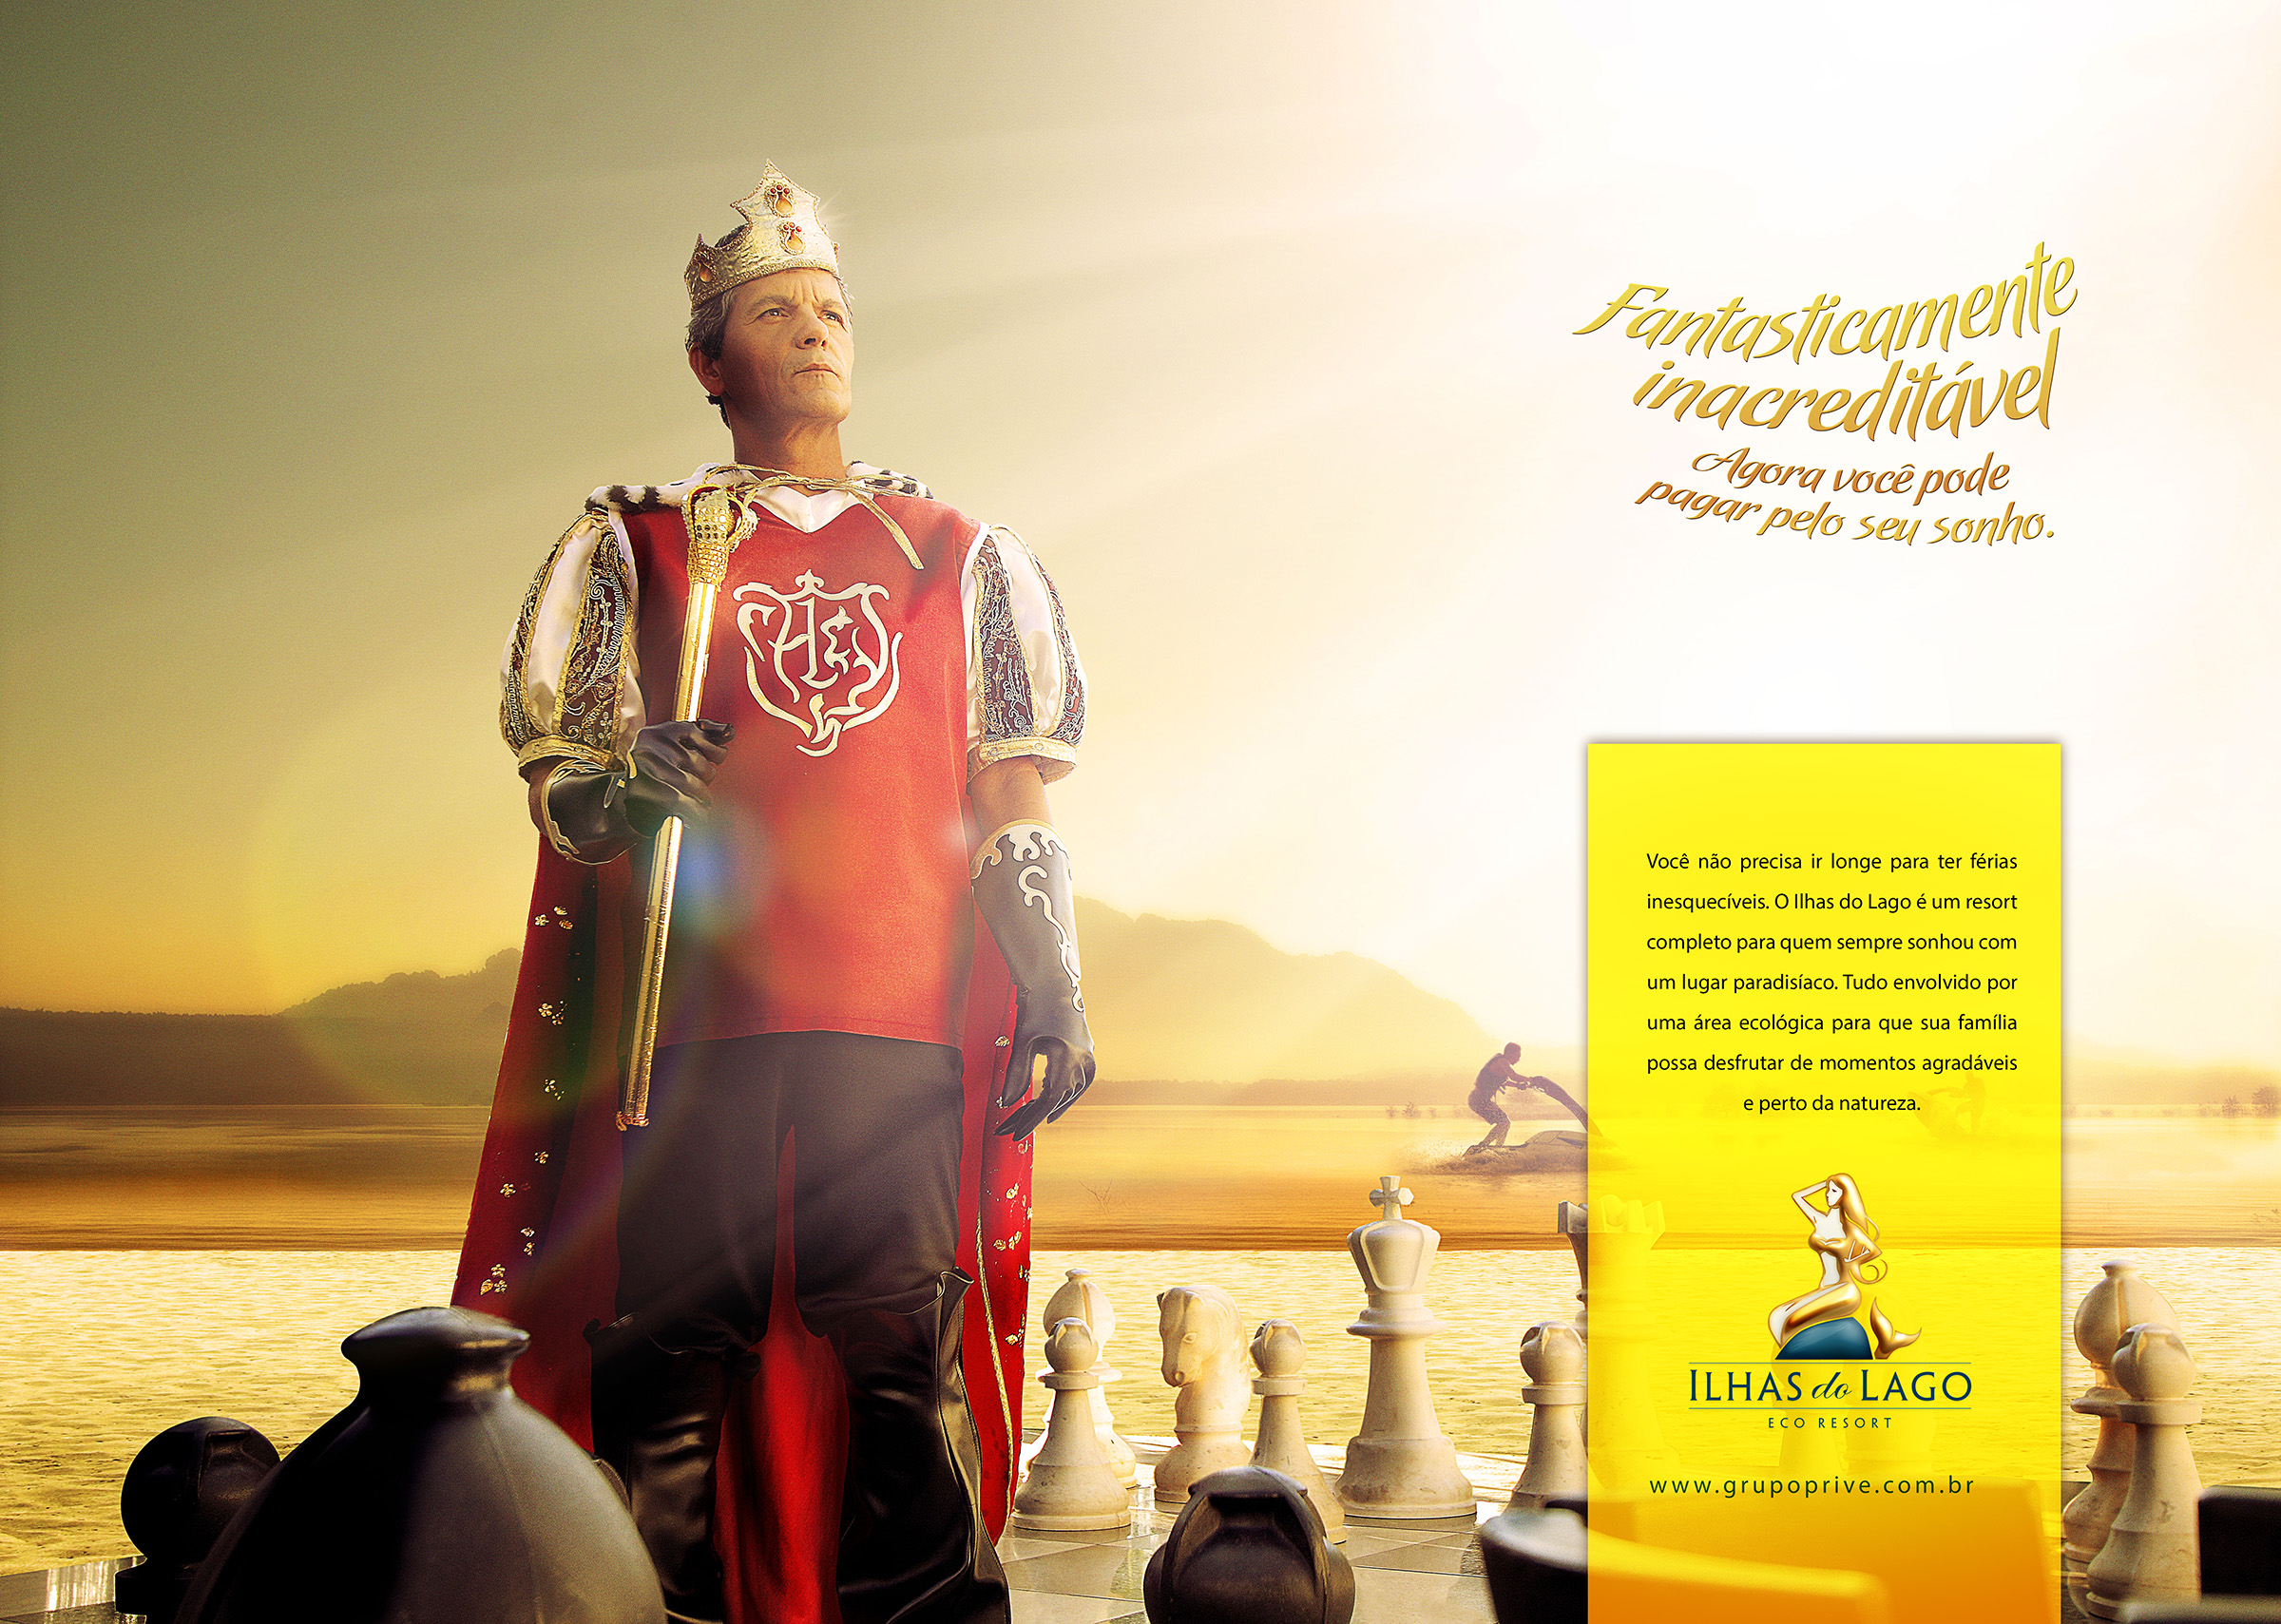 Fantasticamente
inacreditável
Agora você pode
pagar pelo seu sonho.
Você não precisa ir longe para ter férias
inesquecíveis. O Ilhas do Lago é um resort
completo para quem sempre sonhou com
um lugar paradisíaco. Tudo envolvido por
uma área ecológica para que sua família
possa desfrutar de momentos agradáveis
e perto da natureza.
ILHAS do LAGO
ECO RESORT
www.grupoprive.com.br